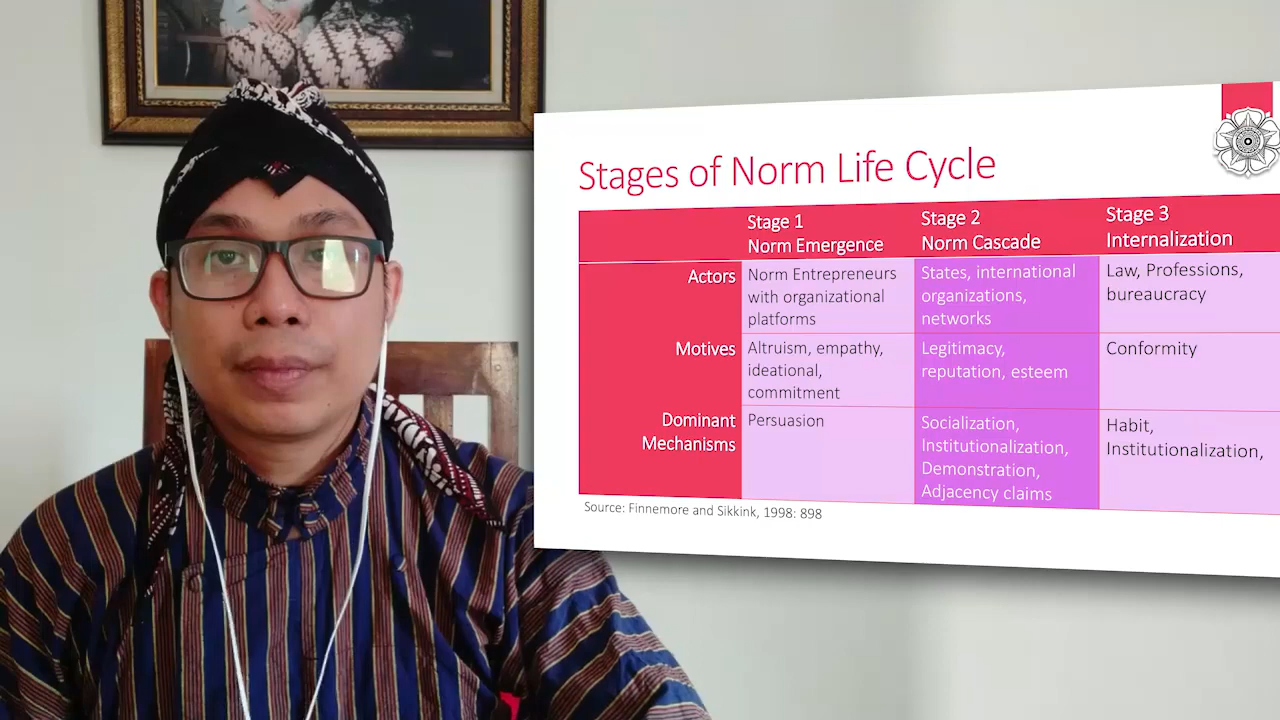 Stages of Norm Life Cycle
Stage 1
Norm Emergence
Stage 2
Norm Cascade
Stage 3
Internalization
Actors
Norm Entrepreneurs
with organizational
platforms
States, international
organizations,
networks
Law, Professions,
bureaucracy
Motives
Altruism, empathy,
ideational,
commitment
Legitimacy,
reputation, esteem
Conformity
Dominant
Mechanisms
Persuasion
Socialization,
Institutionalization,
Demonstration,
Adjacency claims
Habit,
Institutionalization,
Source: Finnemore and Sikkink, 1998: 898